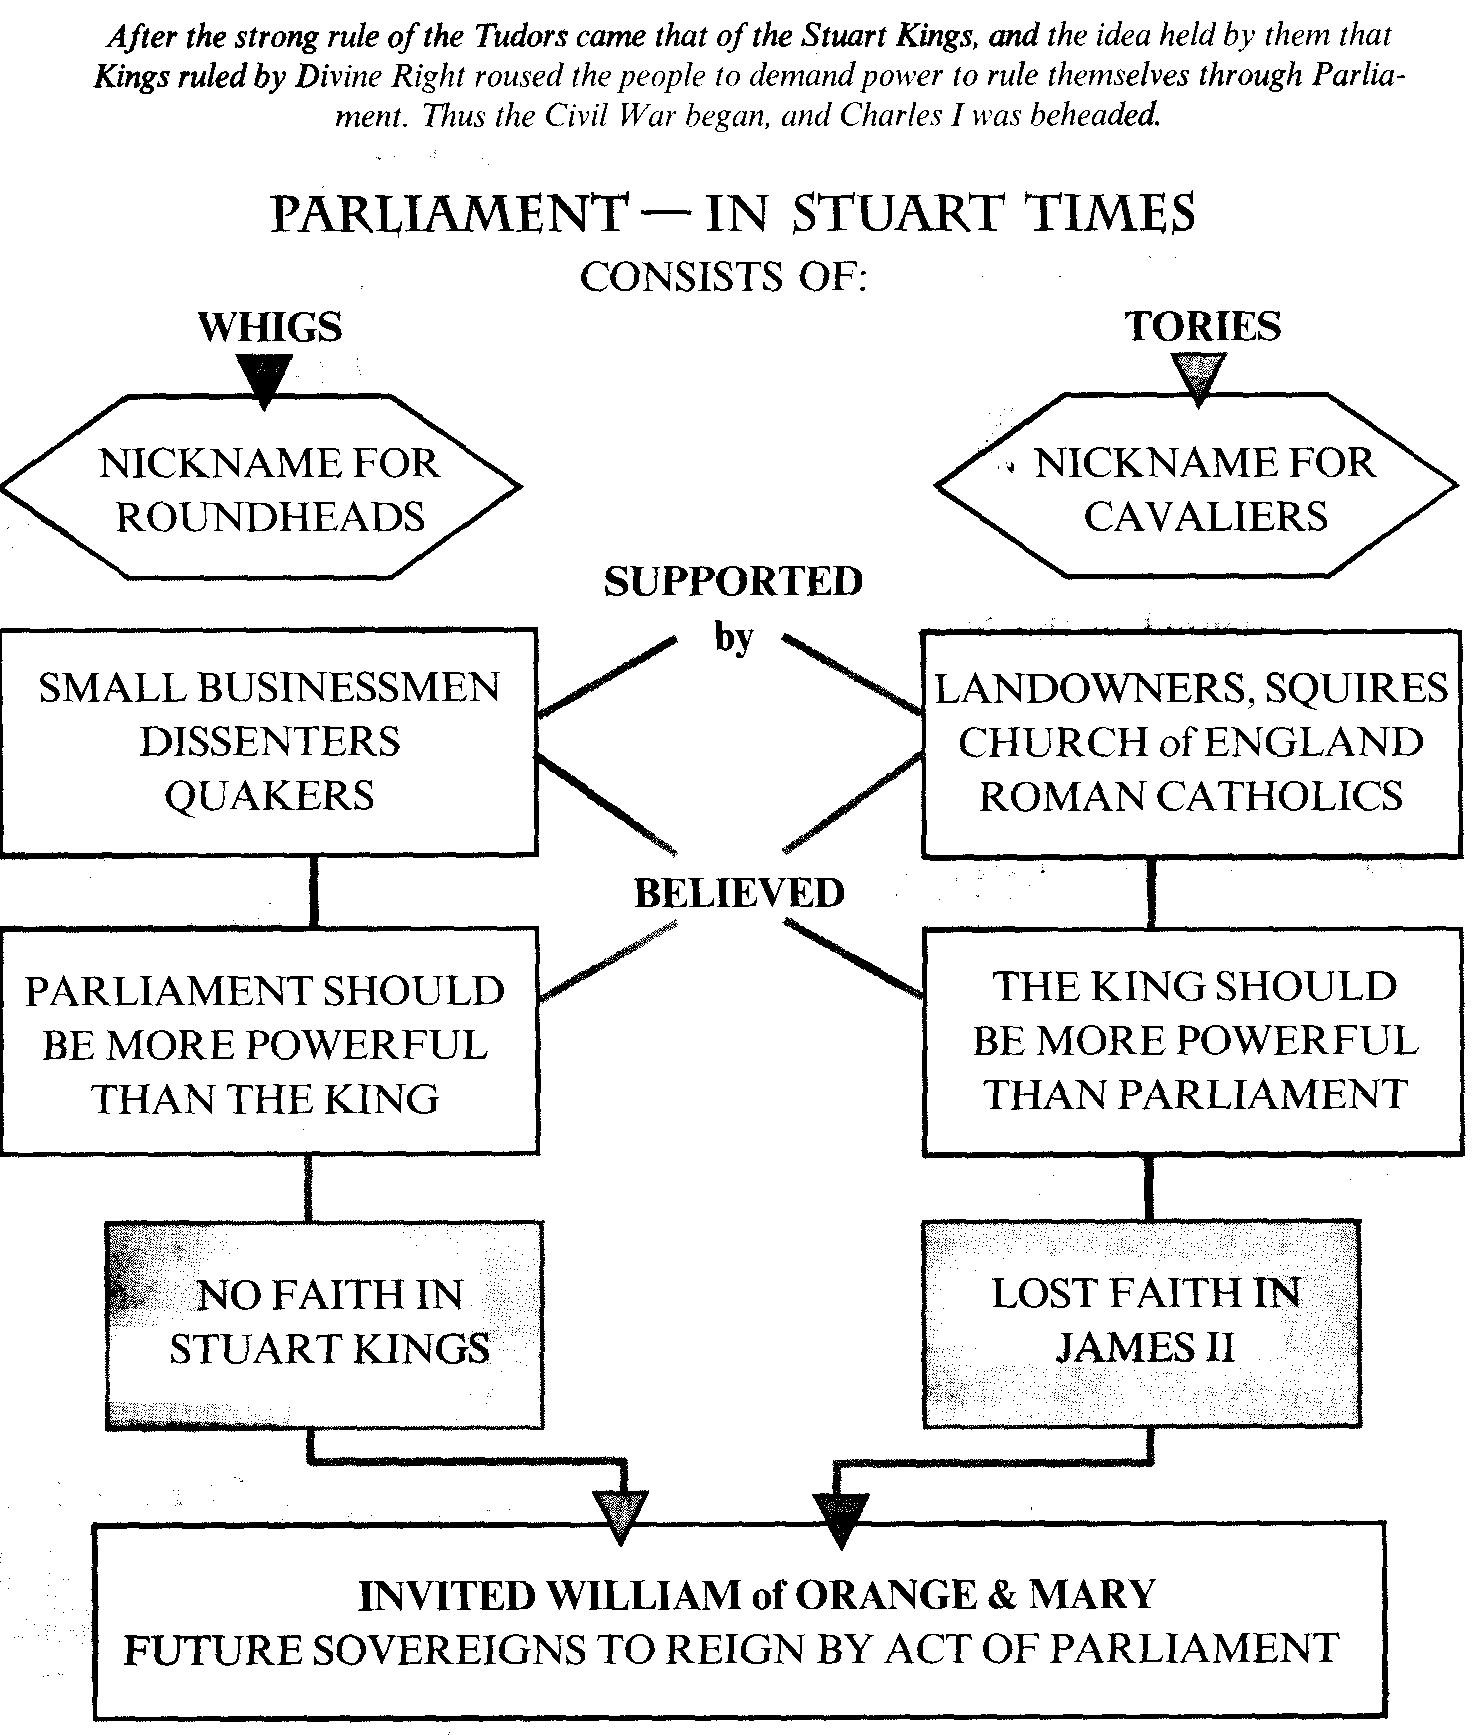 After the strong rule of the Tudors came that of the Stuart Kings, and the idea held by them that
Kings ruled by Divine Right roused the people to demand power to rule themselves through Parlia-
ment. Thus the Civil War began, and Charles I was beheaded.
PARLIAMENT — IN STUART TIMES
CONSISTS OF:
WHIGS
TORIES
NICKNAME FOR
ROUNDHEADS
NICKNAME FOR
CAVALIERS
SUPPORTED
by
SMALL BUSINESSMEN
DISSENTERS
QUAKERS
LANDOWNERS, SQUIRES
CHURCH of ENGLAND
ROMAN CATHOLICS
BELIEVED
PARLIAMENT SHOULD
BE MORE POWERFUL
THAN THE KING
THE KING SHOULD
BE MORE POWERFUL
THAN PARLIAMENT
NO FAITH IN
STUART KINGS
LOST FAITH IN
JAMES II
INVITED WILLIAM of ORANGE & MARY
FUTURE SOVEREIGNS TO REIGN BY ACT OF PARLIAMENT